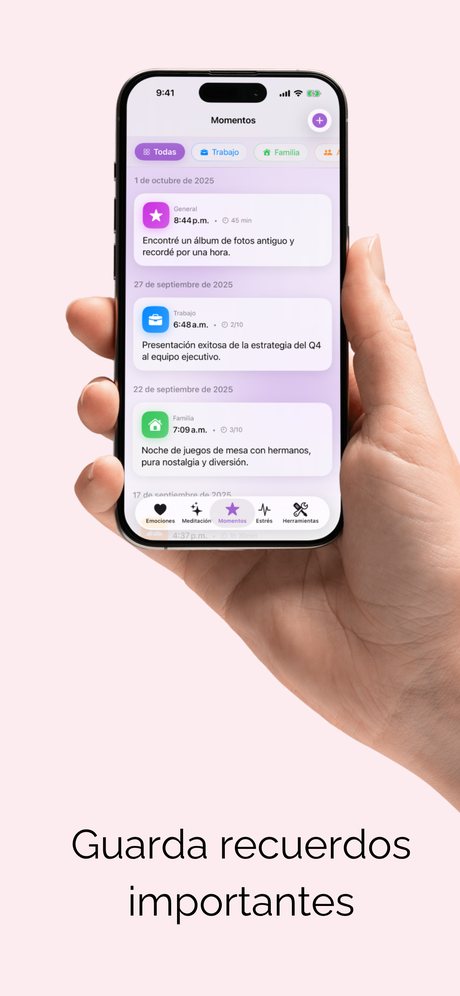 9:41
Momentos
Todas
Trabajo
Familia
1 de octubre de 2025
General
8:44 p.m. • 45 min
Encontré un álbum de fotos antiguo y
recordé por una hora.
27 de septiembre de 2025
Trabajo
6:48 a.m. • 2/10
Presentación exitosa de la estrategia del Q4
al equipo ejecutivo.
22 de septiembre de 2025
Familia
7:09 a.m. • 3/10
Noche de juegos de mesa con hermanos,
pura nostalgia y diversión.
17 de septiembre de 2025
Emociones
Meditación
Momentos
Estrés
Herramientas
4:37 p.m.
Guarda recuerdos
importantes